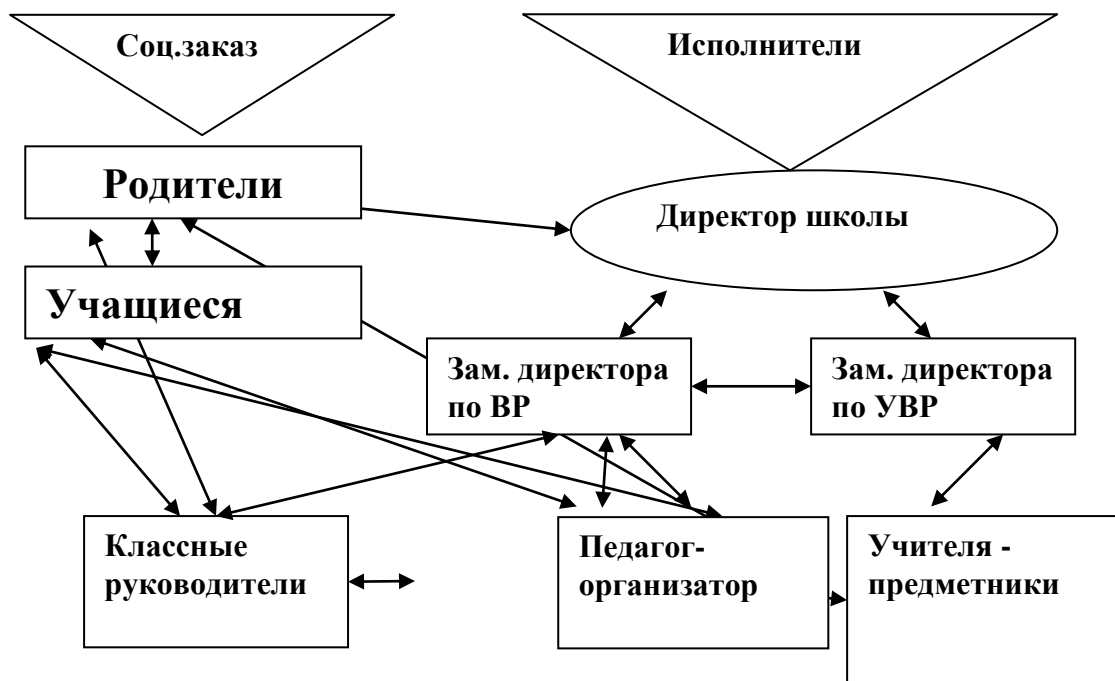 Соц.заказ
Исполнители
Родители
Директор школы
Учащиеся
Зам. директора
по ВР
Зам. директора
по УВР
Классные
руководители
Педагог-
организатор
Учителя -
предметники